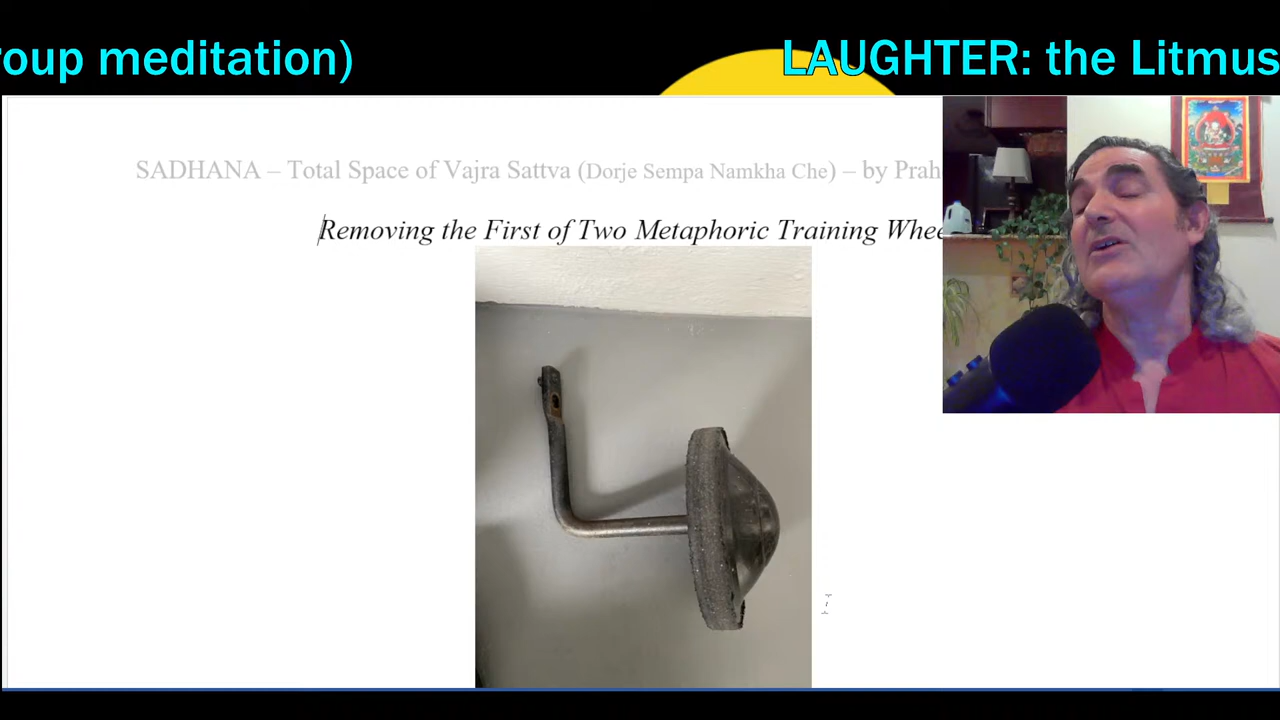 roup meditation) LAUGHTER: the Litmus
SADHANA – Total Space of Vajra Sattva (Dorje Sempa Namkha Che) – by Prah
Removing the First of Two Metaphoric Training Whee